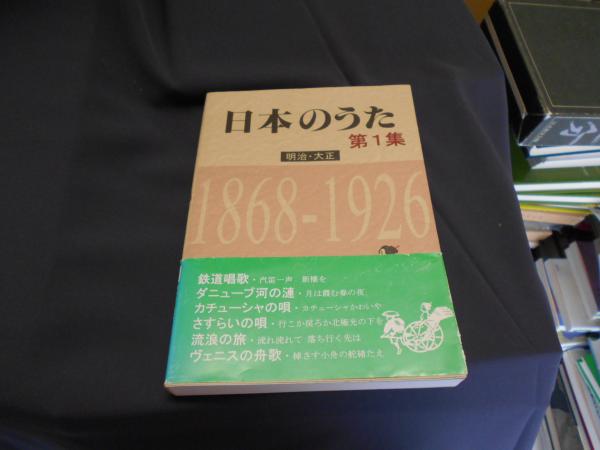 日本のうた
第1集
明治・大正
1868-1926
鉄道唱歌・汽笛一声 新橋を
ダニューブ河の漣・月は霞む春の夜
カチューシャの唄・カチューシャかわいや
さすらいの唄・行こか戻ろか北極光の下を
流浪の旅・流れ流れて 落ち行く先は
ヴェニスの舟歌・棹さす小舟の舵緒たえ